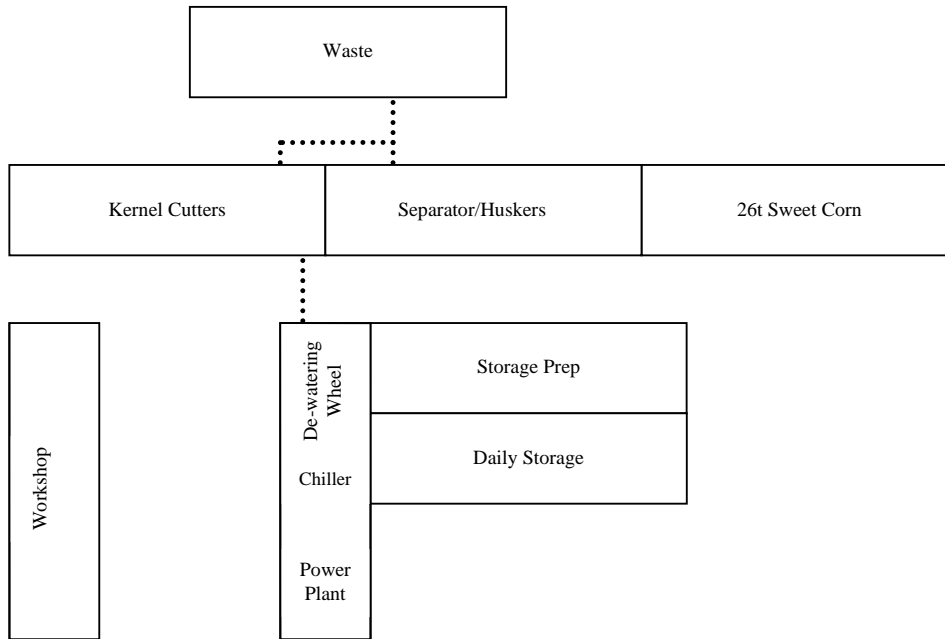 Waste
Kernel Cutters
Separator/Huskers
26t Sweet Corn
De-watering
Wheel
Storage Prep
Workshop
Chiller
Daily Storage
Power
Plant